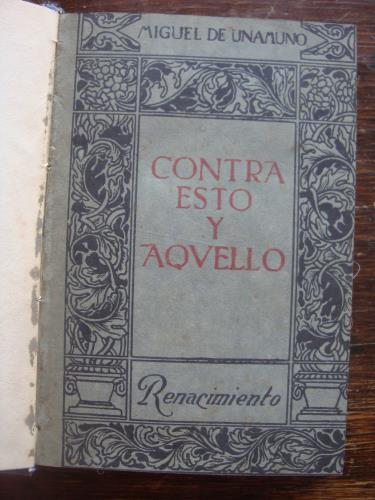 MIGUEL DE UNAMUNO
CONTRA
ESTO
Y
AQVELLO
Renacimiento